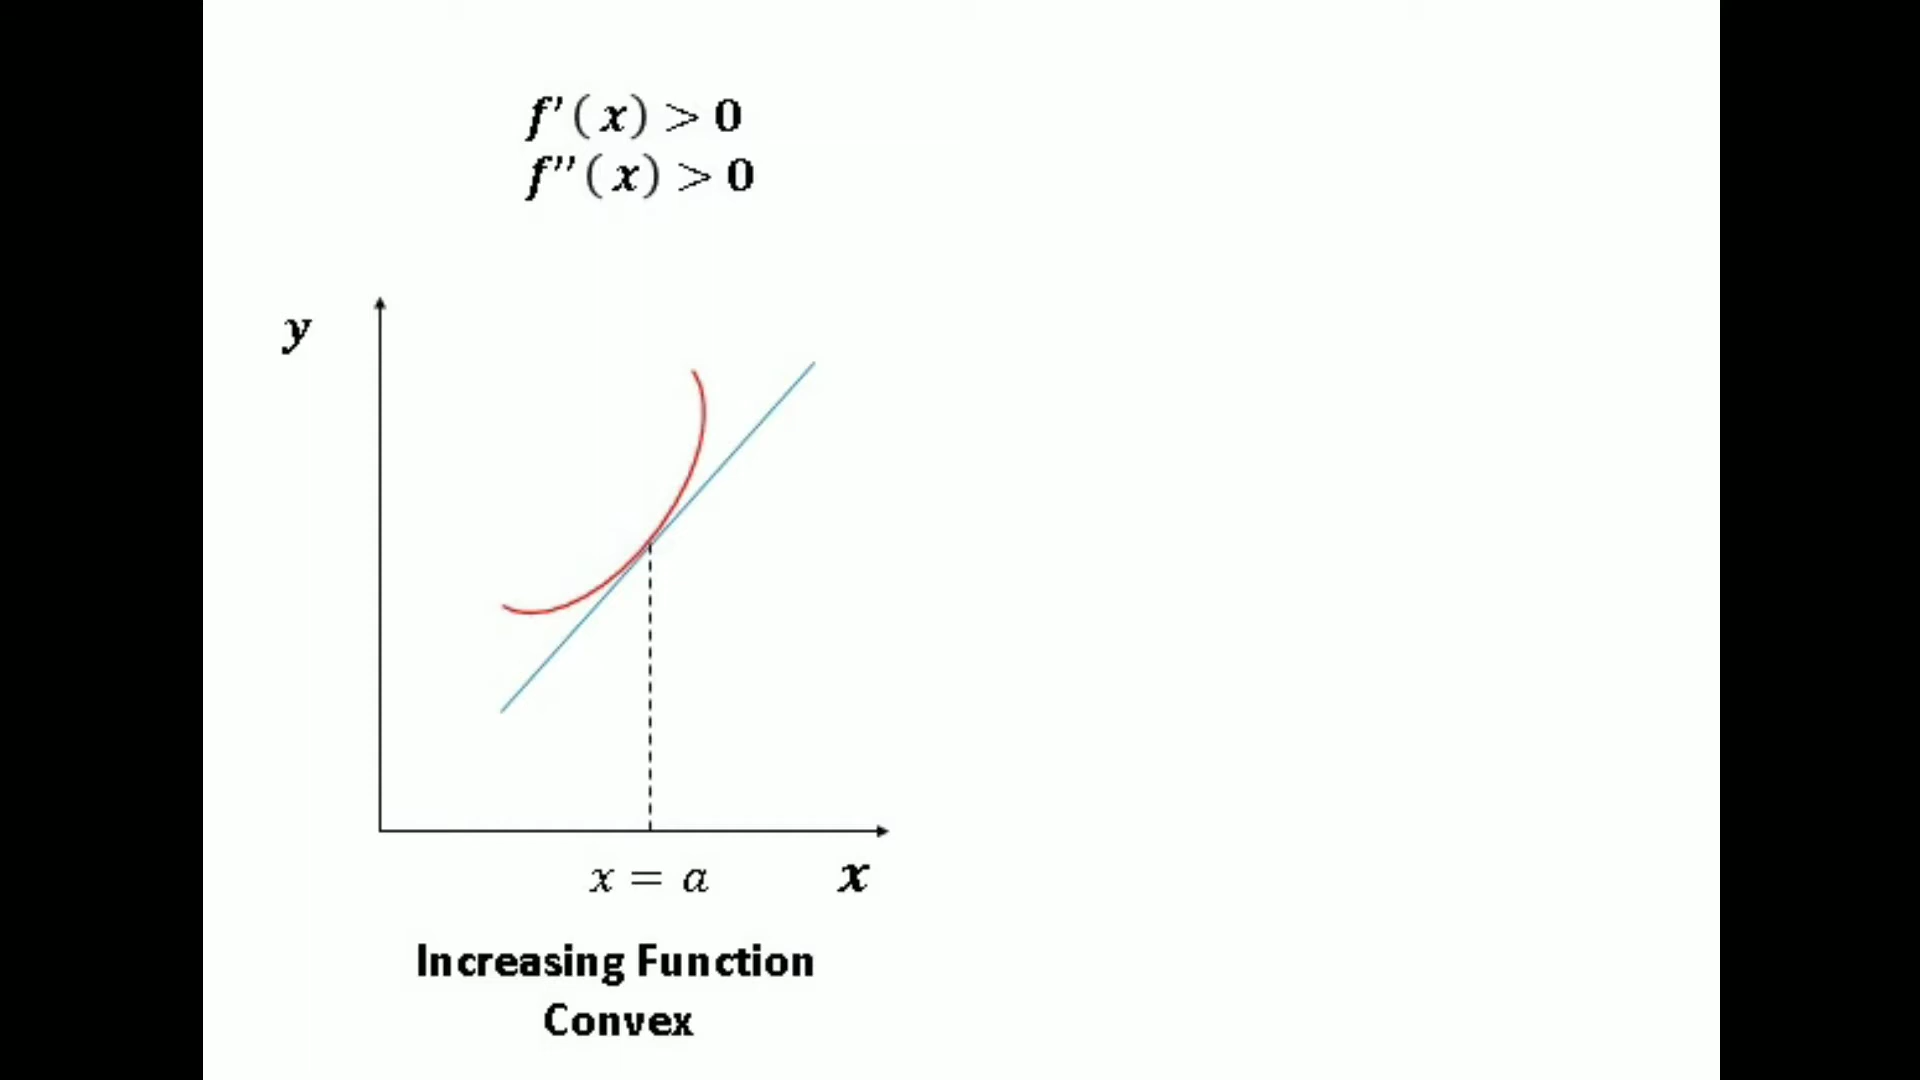 f'(x) > 0
f''(x) > 0
y
x = a
x
Increasing Function
Convex